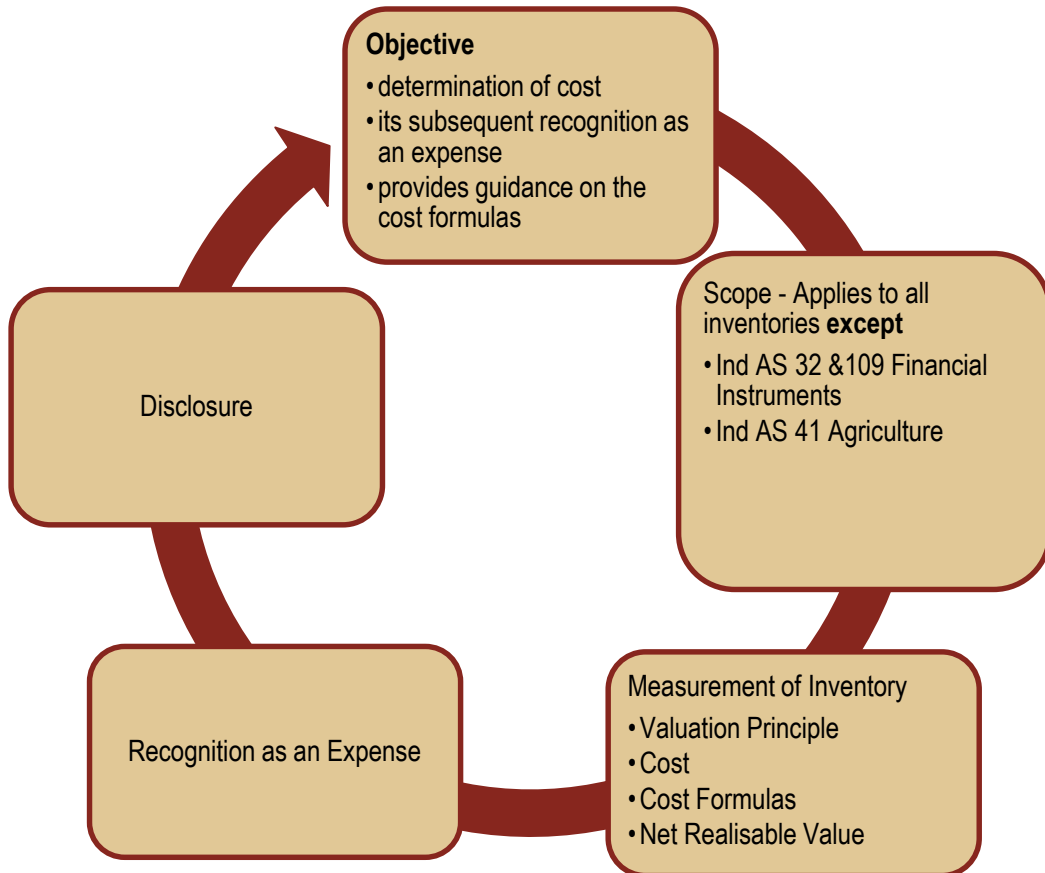 Objective
• determination of cost
• its subsequent recognition as
an expense
• provides guidance on the
cost formulas
Scope - Applies to all
inventories except
• Ind AS 32 &109 Financial
Instruments
• Ind AS 41 Agriculture
Measurement of Inventory
• Valuation Principle
• Cost
• Cost Formulas
• Net Realisable Value
Recognition as an Expense
Disclosure